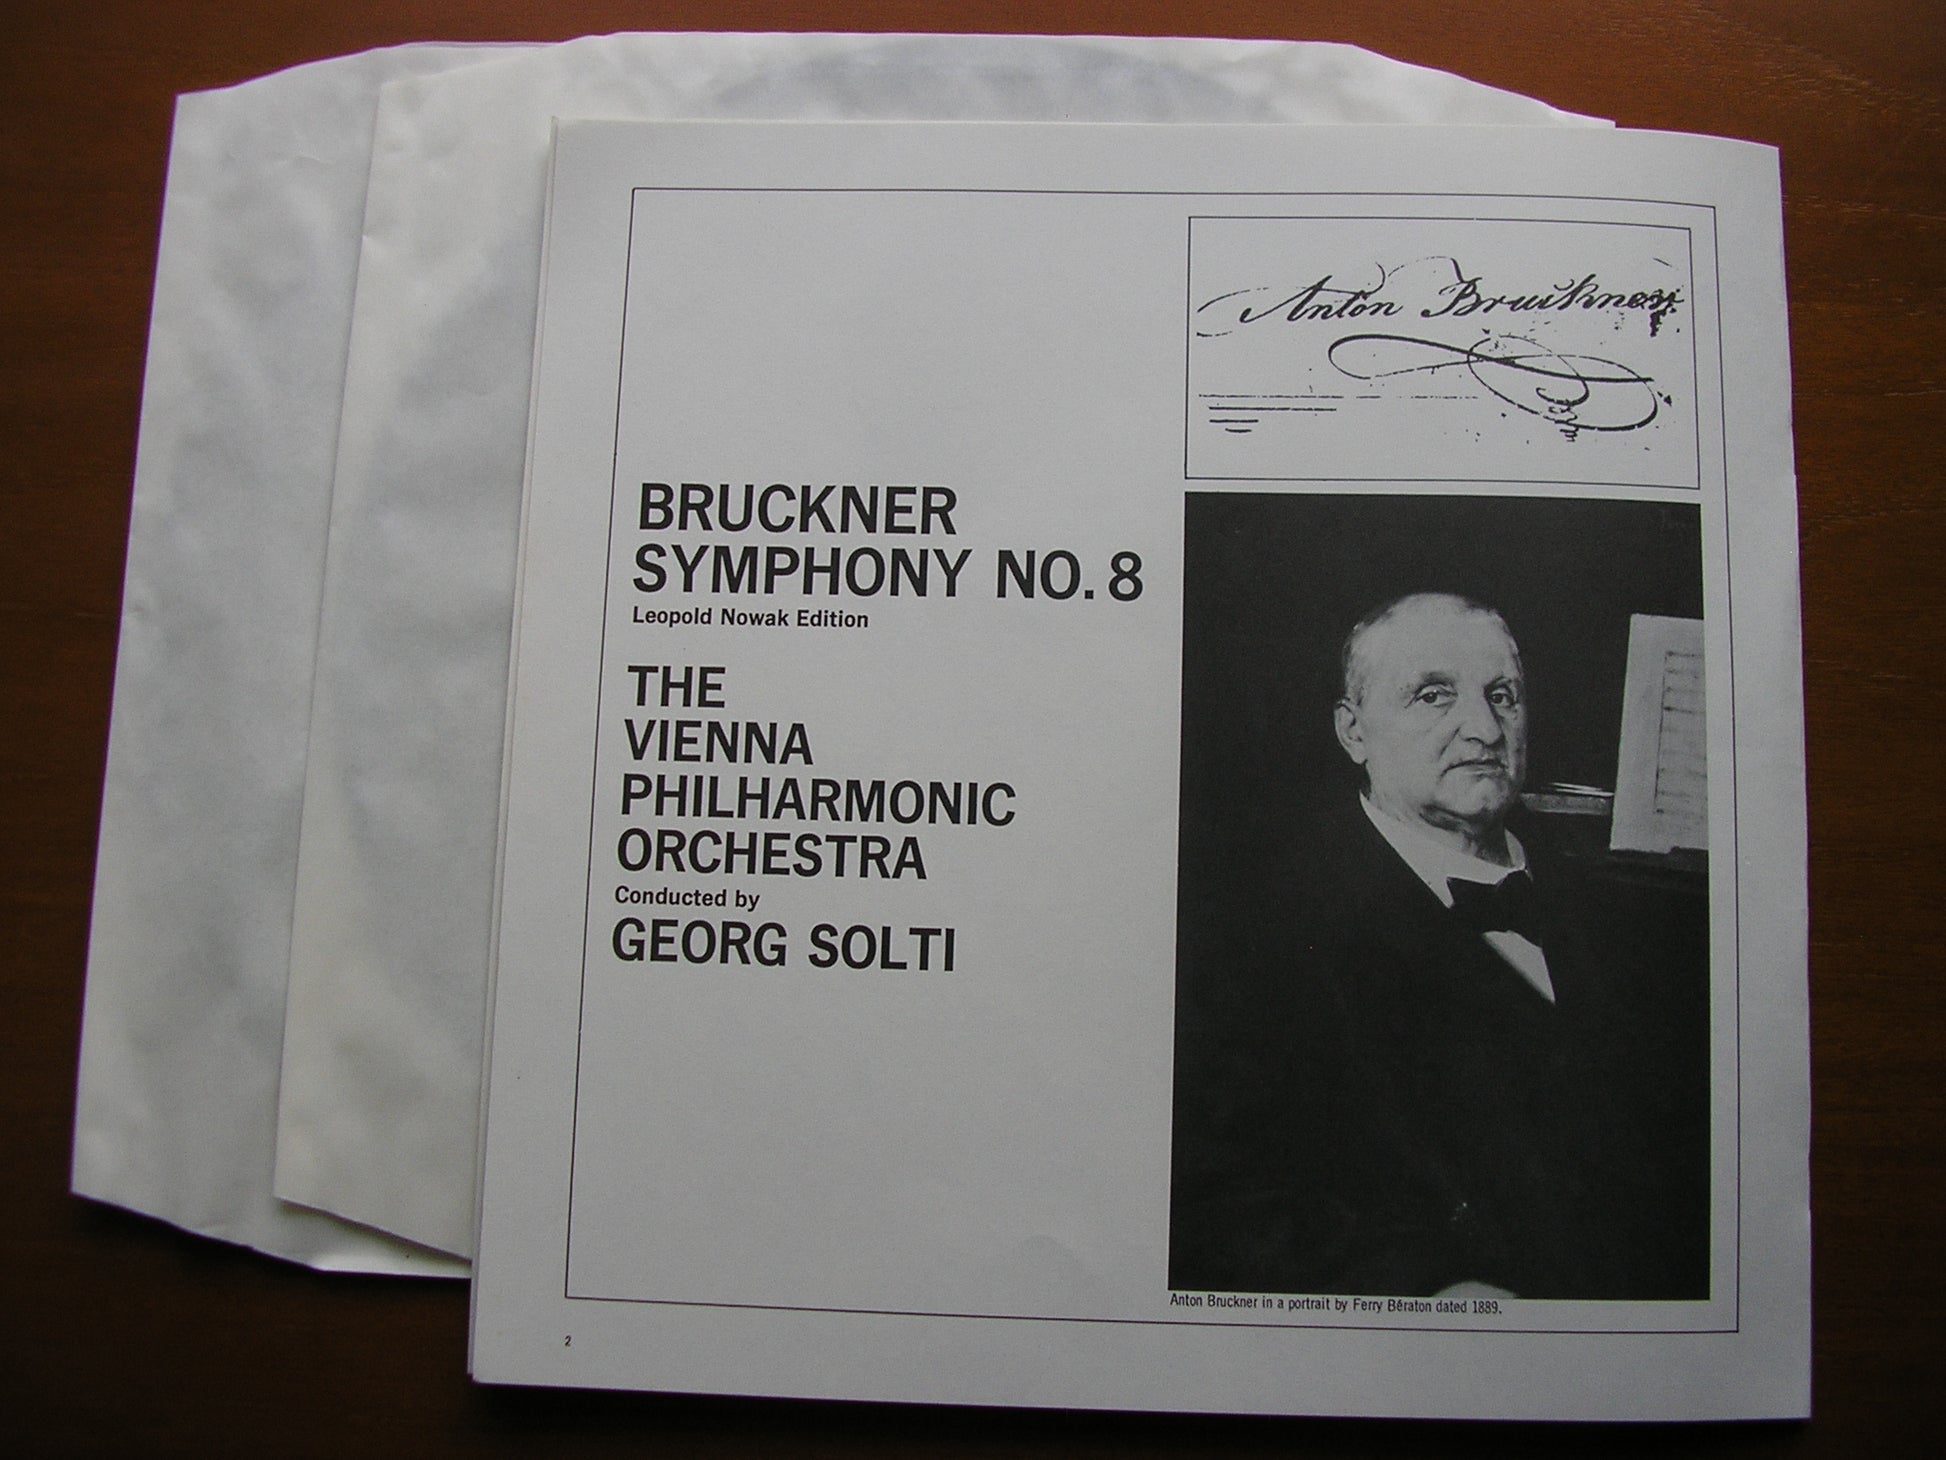 Anton Bruckner
BRUCKNER
SYMPHONY NO. 8
Leopold Nowak Edition
THE
VIENNA
PHILHARMONIC
ORCHESTRA
Conducted by
GEORG SOLTI
Anton Bruckner in a portrait by Ferry Bératon dated 1889.
2